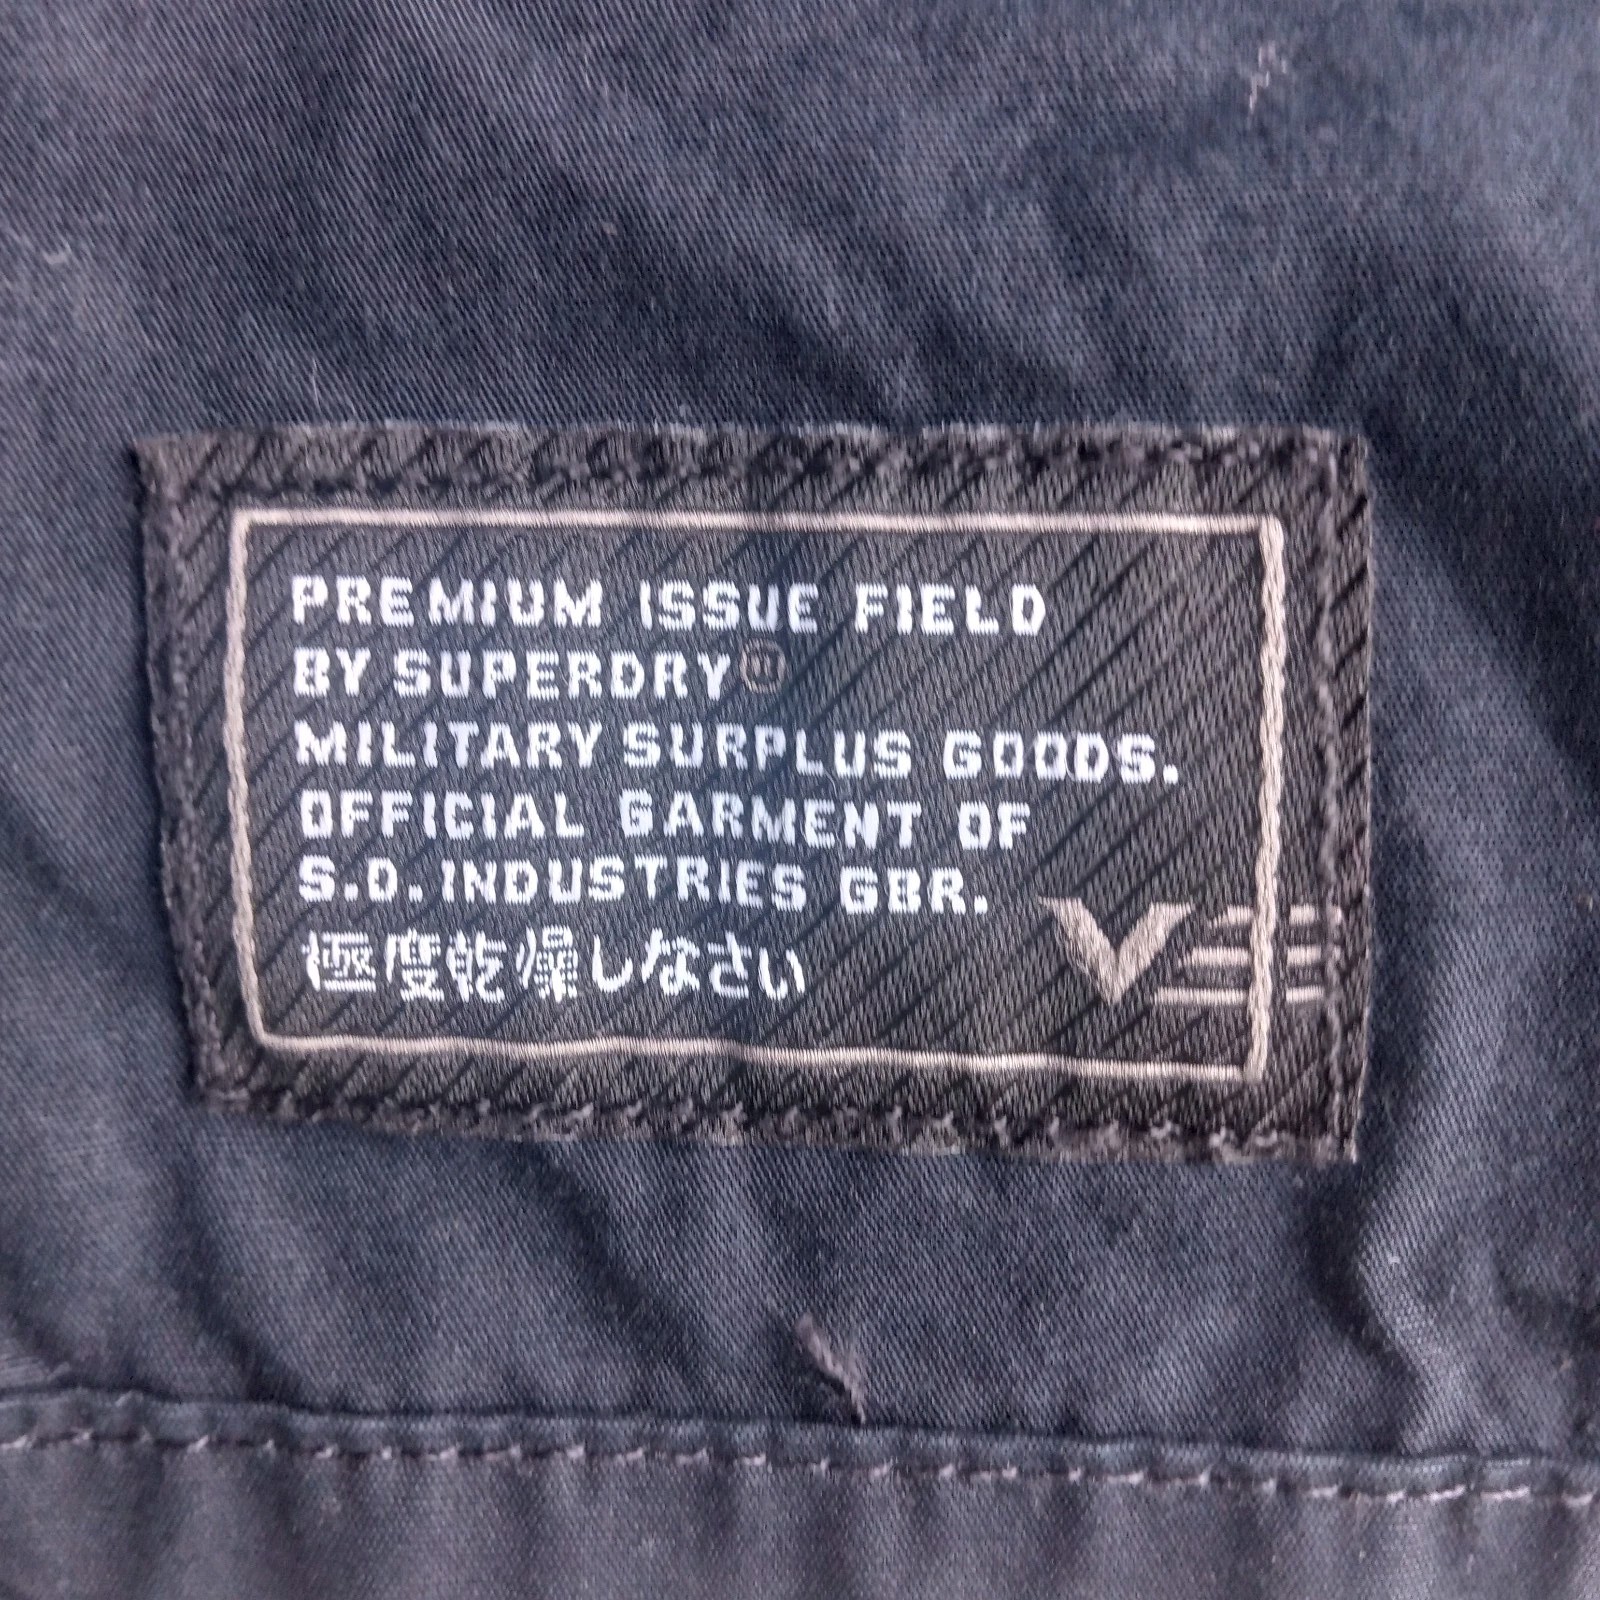 PREMIUM ISSUE FIELD
BY SUPERDRY
MILITARY SURPLUS GOODS.
OFFICIAL GARMENT OF
S.D. INDUSTRIES GBR.
極度乾燥しなさい